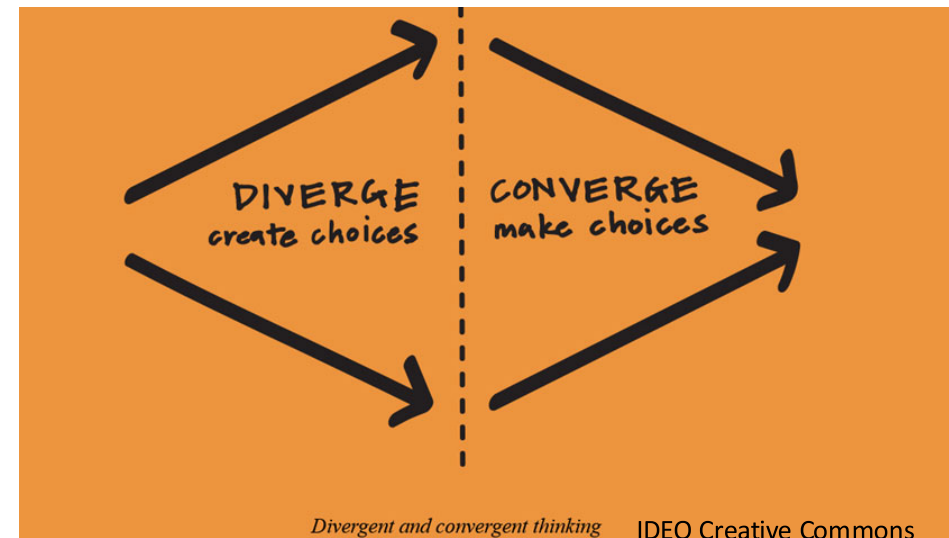 DIVERGE
create choices
CONVERGE
make choices
Divergent and convergent thinking
IDEO Creative Commons